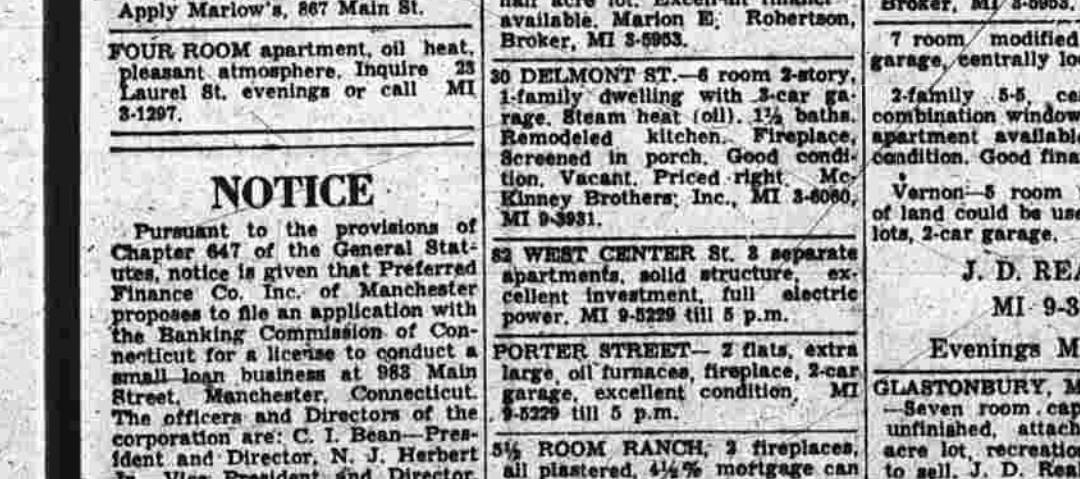 Apply Marlow's, 867 Main St.
FOUR ROOM apartment, oil heat,
pleasant atmosphere. Inquire 23
Laurel St. evenings or call MI
3-1297.
NOTICE
Pursuant to the provisions of
Chapter 647 of the General Stat-
utes, notice is given that Preferred
Finance Co. Inc. of Manchester
proposes to file an application with
the Banking Commission of Con-
necticut for a license to conduct a
small loan business at 983 Main
Street, Manchester, Connecticut.
The officers and Directors of the
corporation are: C. I. Bean—Pres-
ident and Director, N. J. Herbert
Jr., Vice President and Director,
available. Marion E. Robertson,
Broker, MI 3-5953.
30 DELMONT ST.—6 room 2-story,
1-family dwelling with 3-car ga-
rage. Steam heat (oil). 1½ baths.
Remodeled kitchen. Fireplace,
Screened in porch. Good condi-
tion. Vacant. Priced right. Mc-
Kinney Brothers, Inc., MI 3-6060,
MI 9-3931.
82 WEST CENTER St. 3 separate
apartments, solid structure, ex-
cellent investment, full electric
power. MI 9-5229 till 5 p.m.
PORTER STREET— 2 flats, extra
large, oil furnaces, fireplace, 2-car
garage, excellent condition. MI
9-5229 till 5 p.m.
5½ ROOM RANCH, 2 fireplaces,
all plastered, 4½% mortgage can
Broker, MI 3-5953.
7 room modified
garage, centrally lo
2-family 5-5, ce
combination window
apartment available
condition. Good fina
Vernon—5 room
of land could be use
lots, 2-car garage.
J. D. REA
MI 9-3
Evenings M
GLASTONBURY, M
—Seven room cap
unfinished, attach
acre lot, recreatio
to sell. J. D. Real